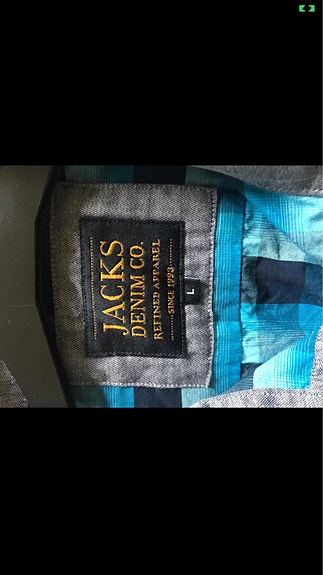 JACKS
DENIM CO.
REFINED APPAREL
SINCE 1993
L